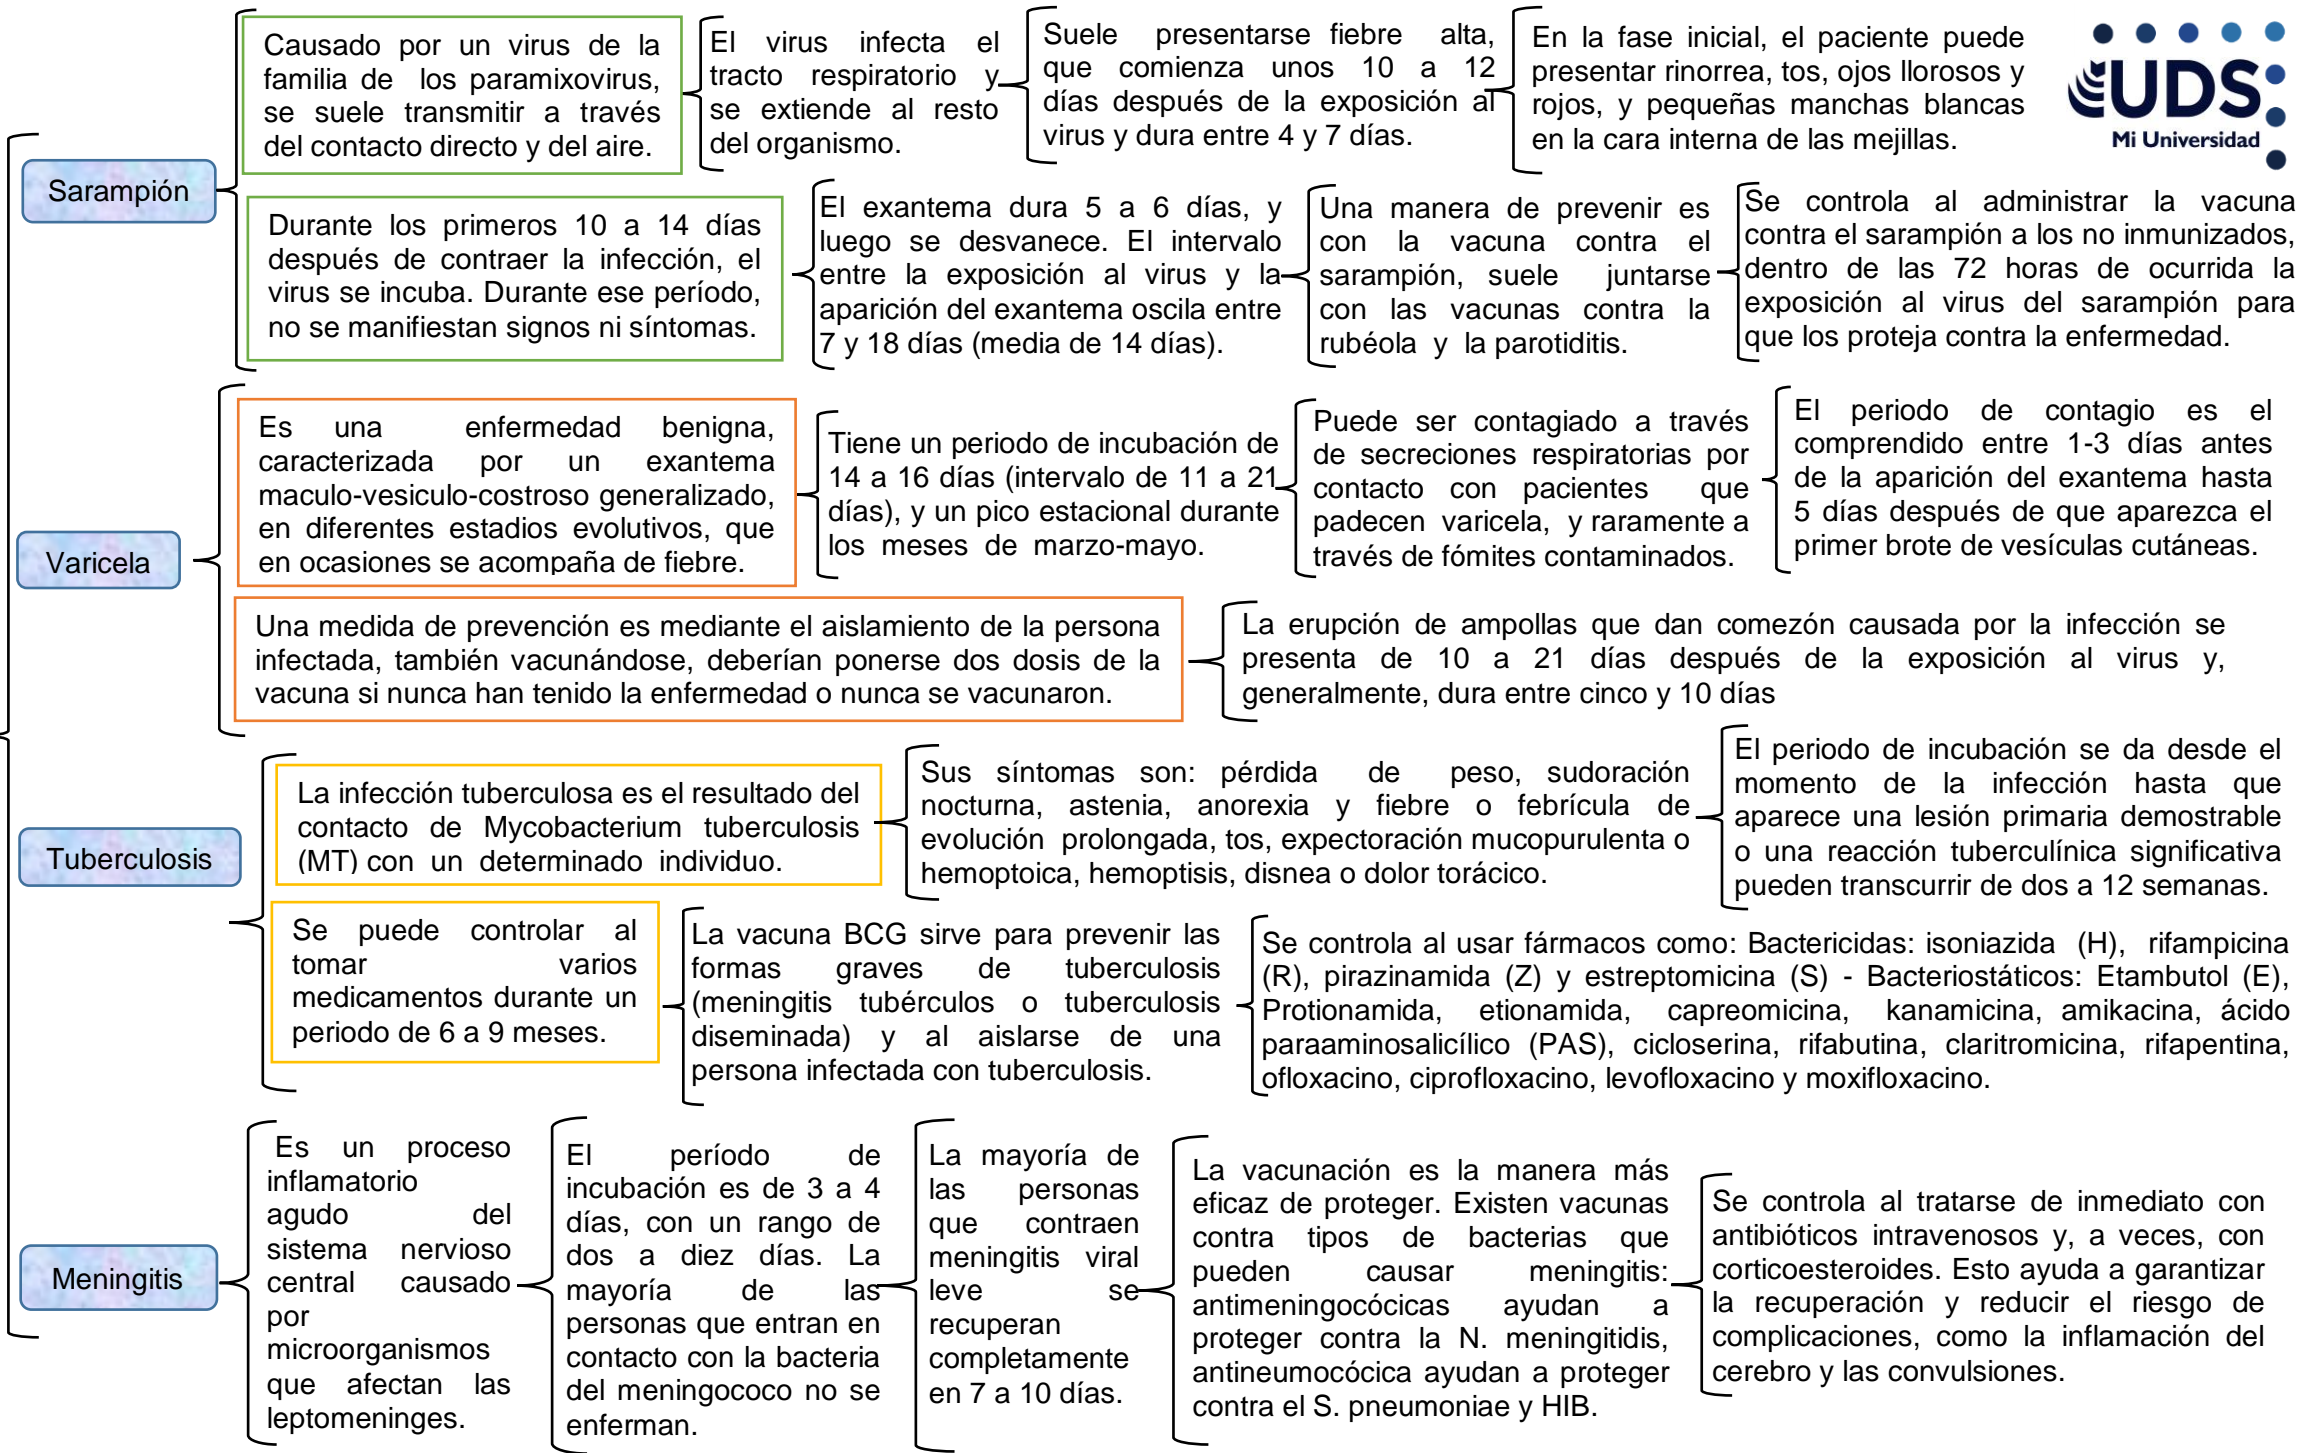 Sarampión
Causado por un virus de la
familia de los paramixovirus,
se suele transmitir a través
del contacto directo y del aire.
El virus infecta el
tracto respiratorio y
se extiende al resto
del organismo.
Suele presentarse fiebre alta,
que comienza unos 10 a 12
días después de la exposición al
virus y dura entre 4 y 7 días.
En la fase inicial, el paciente puede
presentar rinorrea, tos, ojos llorosos y
rojos, y pequeñas manchas blancas
en la cara interna de las mejillas.
UDS
Mi Universidad
Durante los primeros 10 a 14 días
después de contraer la infección, el
virus se incuba. Durante ese período,
no se manifiestan signos ni síntomas.
El exantema dura 5 a 6 días, y
luego se desvanece. El intervalo
entre la exposición al virus y la
aparición del exantema oscila entre
7 y 18 días (media de 14 días).
Una manera de prevenir es
con la vacuna contra el
sarampión, suele juntarse
con las vacunas contra la
rubéola y la parotiditis.
Se controla al administrar la vacuna
contra el sarampión a los no inmunizados,
dentro de las 72 horas de ocurrida la
exposición al virus del sarampión para
que los proteja contra la enfermedad.
Varicela
Es una enfermedad benigna,
caracterizada por un exantema
maculo-vesiculo-costroso generalizado,
en diferentes estadios evolutivos, que
en ocasiones se acompaña de fiebre.
Tiene un periodo de incubación de
14 a 16 días (intervalo de 11 a 21
días), y un pico estacional durante
los meses de marzo-mayo.
Puede ser contagiado a través
de secreciones respiratorias por
contacto con pacientes que
padecen varicela, y raramente a
través de fómites contaminados.
El periodo de contagio es el
comprendido entre 1-3 días antes
de la aparición del exantema hasta
5 días después de que aparezca el
primer brote de vesículas cutáneas.
Una medida de prevención es mediante el aislamiento de la persona
infectada, también vacunándose, deberían ponerse dos dosis de la
vacuna si nunca han tenido la enfermedad o nunca se vacunaron.
La erupción de ampollas que dan comezón causada por la infección se
presenta de 10 a 21 días después de la exposición al virus y,
generalmente, dura entre cinco y 10 días
Tuberculosis
La infección tuberculosa es el resultado del
contacto de Mycobacterium tuberculosis
(MT) con un determinado individuo.
Sus síntomas son: pérdida de peso, sudoración
nocturna, astenia, anorexia y fiebre o febrícula de
evolución prolongada, tos, expectoración mucopurulenta o
hemoptoica, hemoptisis, disnea o dolor torácico.
El periodo de incubación se da desde el
momento de la infección hasta que
aparece una lesión primaria demostrable
o una reacción tuberculínica significativa
pueden transcurrir de dos a 12 semanas.
Se puede controlar al
tomar varios
medicamentos durante un
periodo de 6 a 9 meses.
La vacuna BCG sirve para prevenir las
formas graves de tuberculosis
(meningitis tubérculos o tuberculosis
diseminada) y al aislarse de una
persona infectada con tuberculosis.
Se controla al usar fármacos como: Bactericidas: isoniazida (H), rifampicina
(R), pirazinamida (Z) y estreptomicina (S) - Bacteriostáticos: Etambutol (E),
Protionamida, etionamida, capreomicina, kanamicina, amikacina, ácido
paraaminosalicílico (PAS), cicloserina, rifabutina, claritromicina, rifapentina,
ofloxacino, ciprofloxacino, levofloxacino y moxifloxacino.
Meningitis
Es un proceso
inflamatorio
agudo del
sistema nervioso
central causado
por
microorganismos
que afectan las
leptomeninges.
El período de
incubación es de 3 a 4
días, con un rango de
dos a diez días. La
mayoría de las
personas que entran en
contacto con la bacteria
del meningococo no se
enferman.
La mayoría de
las personas
que contraen
meningitis viral
leve se
recuperan
completamente
en 7 a 10 días.
La vacunación es la manera más
eficaz de proteger. Existen vacunas
contra tipos de bacterias que
pueden causar meningitis:
antimeningocócicas ayudan a
proteger contra la N. meningitidis,
antineumocócica ayudan a proteger
contra el S. pneumoniae y HIB.
Se controla al tratarse de inmediato con
antibióticos intravenosos y, a veces, con
corticoesteroides. Esto ayuda a garantizar
la recuperación y reducir el riesgo de
complicaciones, como la inflamación del
cerebro y las convulsiones.